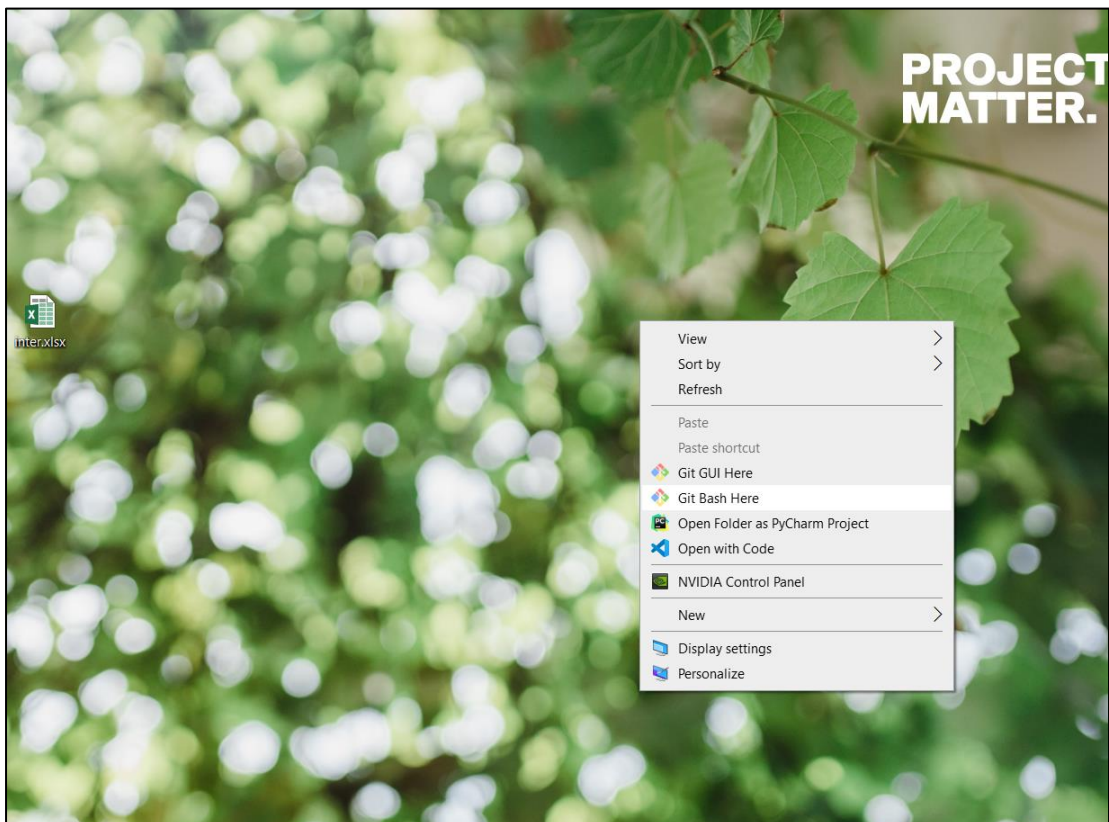 PROJECT
MATTER.
inter.xlsx
View
Sort by
Refresh
Paste
Paste shortcut
Git GUI Here
Git Bash Here
Open Folder as PyCharm Project
Open with Code
NVIDIA Control Panel
New
Display settings
Personalize